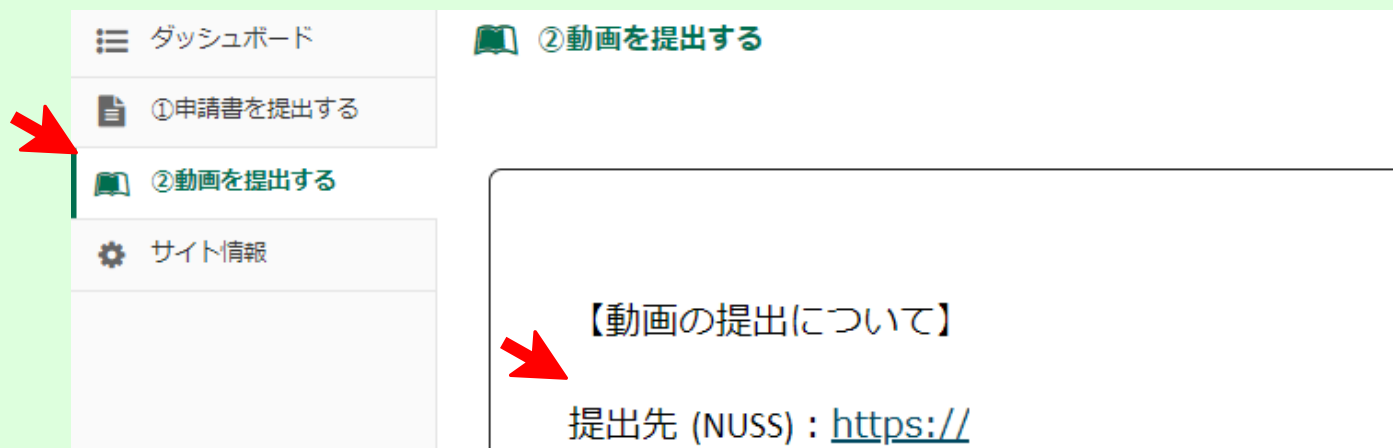 ダッシュボード
①申請書を提出する
②動画を提出する
サイト情報
②動画を提出する
【動画の提出について】
提出先 (NUSS)：https://